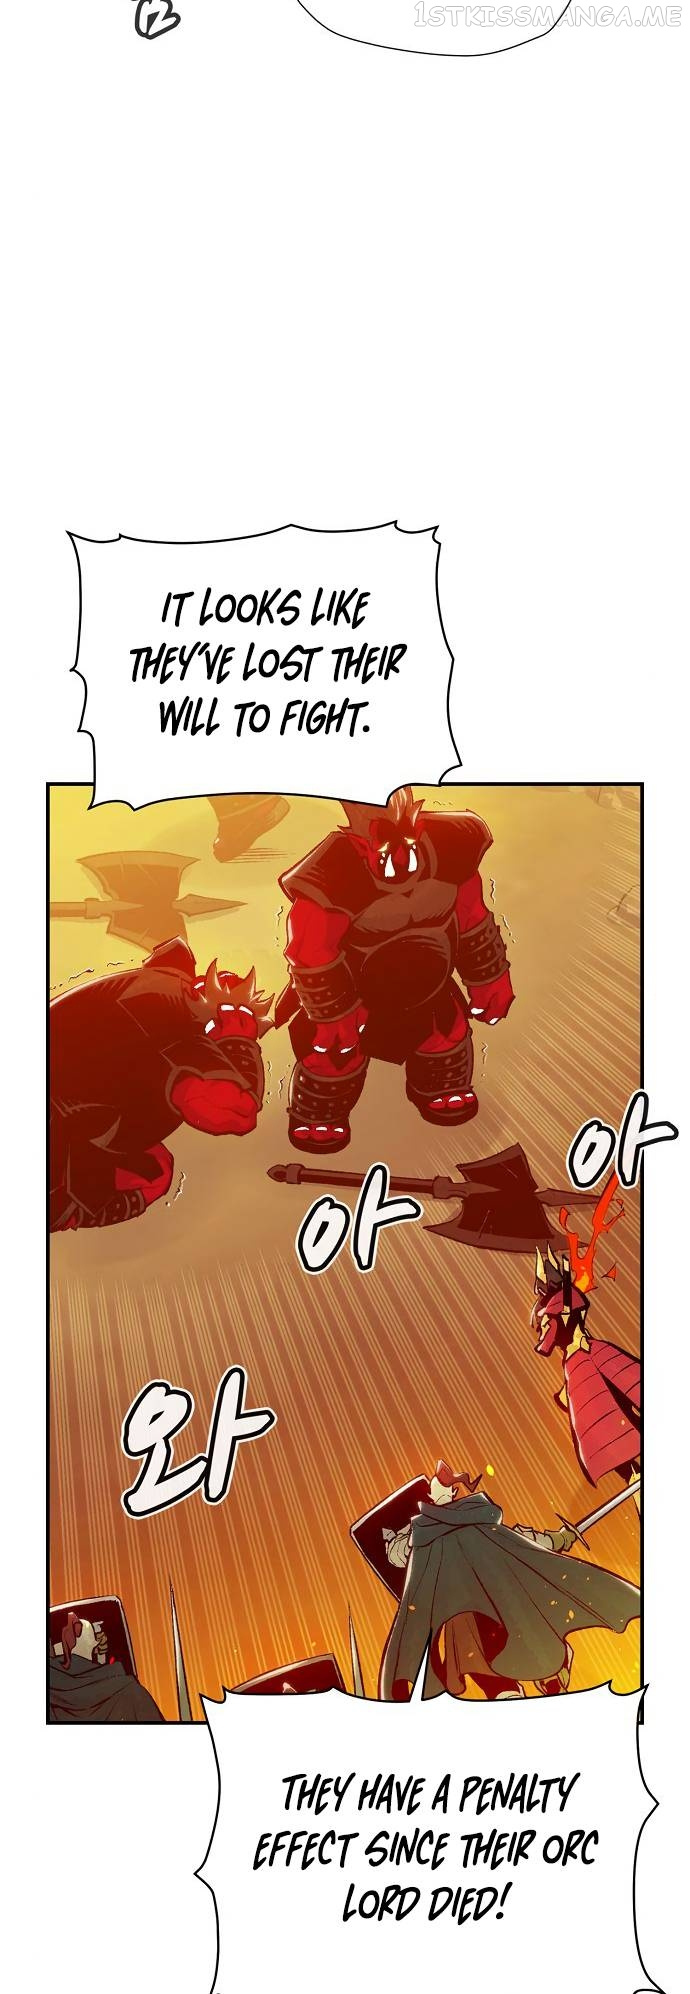 1STKISSMANGA.ME
IT LOOKS LIKE
THEY'VE LOST THEIR
WILL TO FIGHT.
와
아
아
THEY HAVE A PENALTY
EFFECT SINCE THEIR ORC
LORD DIED!